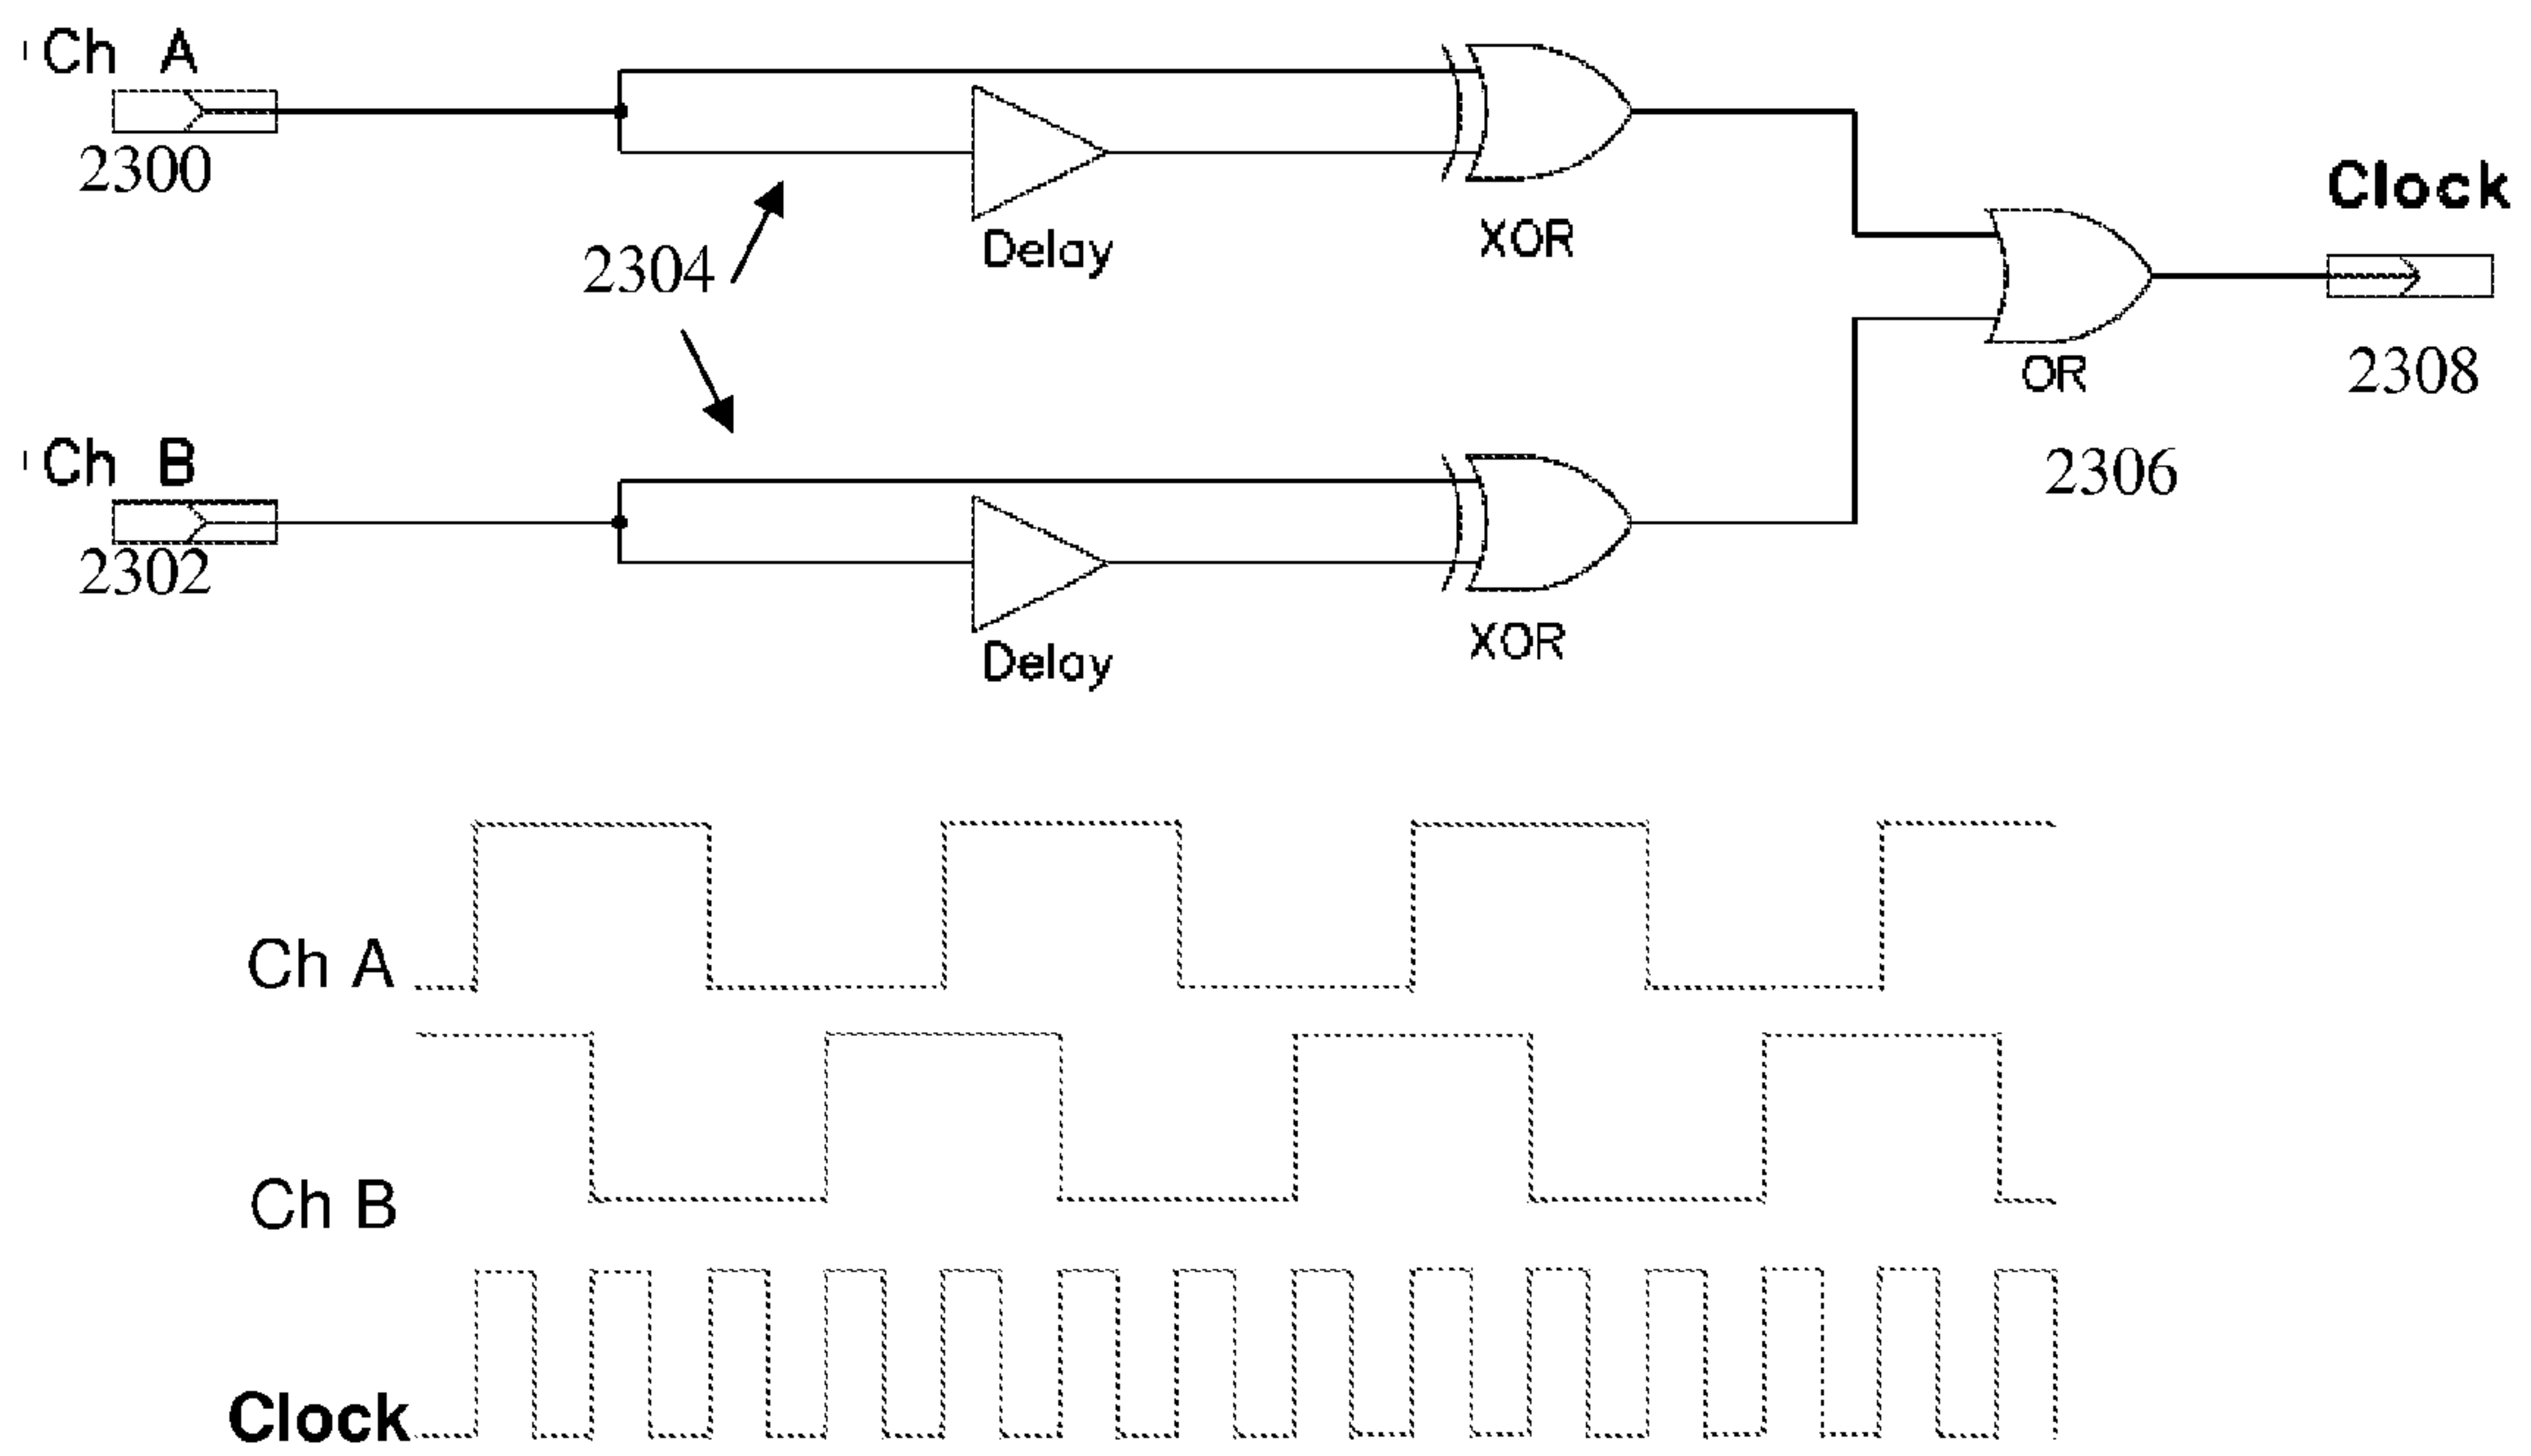 Ch A
2300
Delay
XOR
2304
Clock
2308
OR
2306
Ch B
2302
Delay
XOR
Ch A
Ch B
Clock